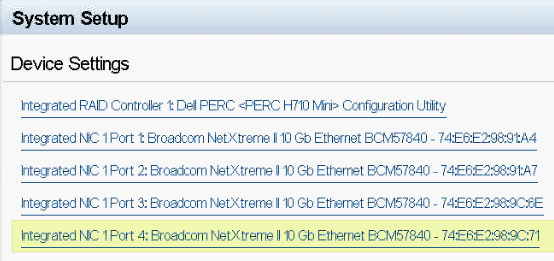 System Setup
Device Settings
Integrated RAID Controller 1: Dell PERC <PERC H710 Mini> Configuration Utility
Integrated NIC 1 Port 1: Broadcom NetXtreme II 10 Gb Ethernet BCM57840 - 74:E6:E2:98:91:A4
Integrated NIC 1 Port 2: Broadcom NetXtreme II 10 Gb Ethernet BCM57840 - 74:E6:E2:98:91:A7
Integrated NIC 1 Port 3: Broadcom NetXtreme II 10 Gb Ethernet BCM57840 - 74:E6:E2:98:9C:6E
Integrated NIC 1 Port 4: Broadcom NetXtreme II 10 Gb Ethernet BCM57840 - 74:E6:E2:98:9C:71